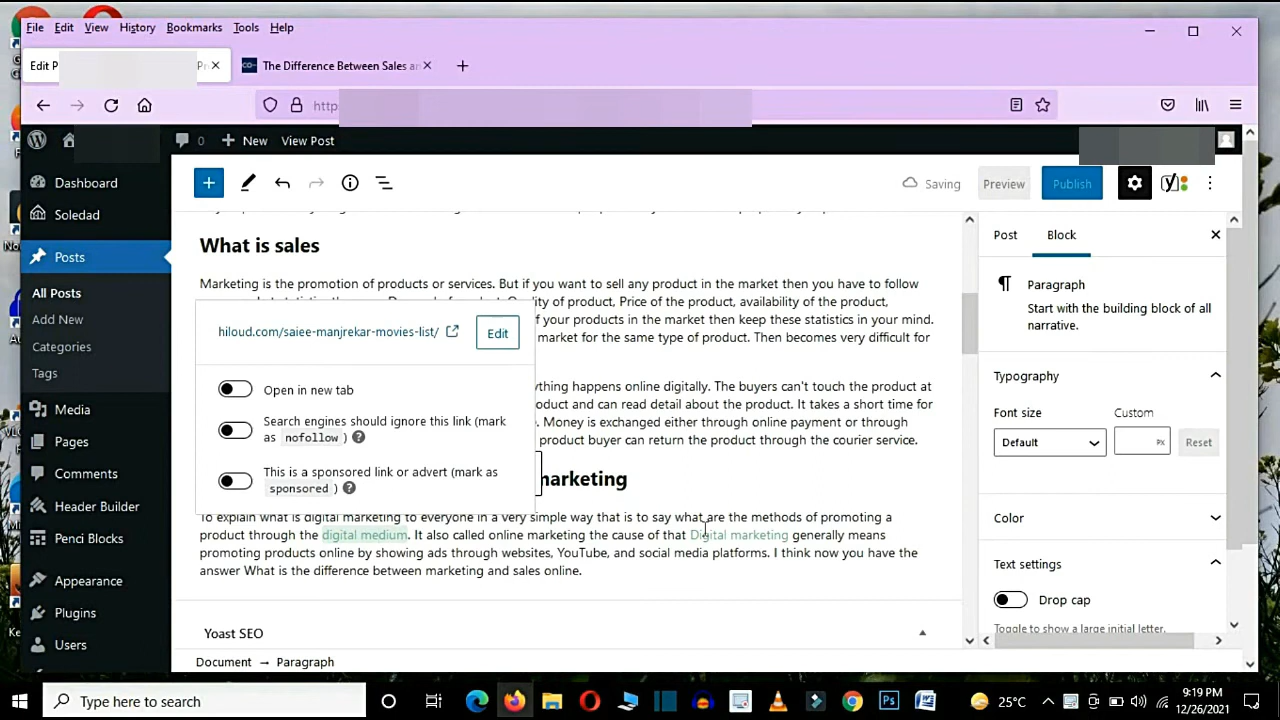 File Edit View History Bookmarks Tools Help
Edit P
The Difference Between Sales an
http
0 New View Post
Dashboard
Soledad
Posts
All Posts
Add New
Categories
Tags
Media
Pages
Comments
Header Builder
Penci Blocks
Appearance
Plugins
Users
Saving Preview Publish
What is sales
Marketing is the promotion of products or services. But if you want to sell any product in the market then you have to follow
Quality of product, Price of the product, availability of the product,
of your products in the market then keep these statistics in your mind.
market for the same type of product. Then becomes very difficult for
hiloud.com/saiee-manjrekar-movies-list/ Edit
Open in new tab
Search engines should ignore this link (mark
as nofollow )
This is a sponsored link or advert (mark as
sponsored )
ything happens online digitally. The buyers can't touch the product at
oduct and can read detail about the product. It takes a short time for
. Money is exchanged either through online payment or through
product buyer can return the product through the courier service.
marketing
To explain what is digital marketing to everyone in a very simple way that is to say what are the methods of promoting a
product through the digital medium. It also called online marketing the cause of that Digital marketing generally means
promoting products online by showing ads through websites, YouTube, and social media platforms. I think now you have the
answer What is the difference between marketing and sales online.
Yoast SEO
Document → Paragraph
Post Block
Paragraph
Start with the building block of all
narrative.
Typography
Font size Custom
Default PX Reset
Color
Text settings
Drop cap
Toggle to show a large initial letter.
Type here to search
25°C
9:19 PM
12/26/2021